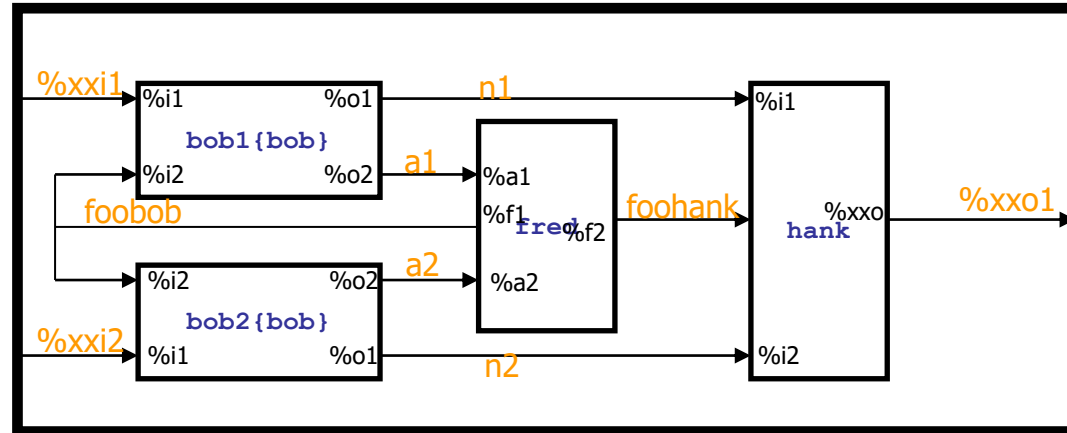 %xxi1
%i1
%o1
n1
%i1
bob1{bob}
%i2
%o2
a1
%a1
foobob
%f1
fred
%f2
foohank
%xxo
hank
%xxo1
%i2
%o2
a2
%a2
bob2{bob}
%xxi2
%i1
%o1
n2
%i2